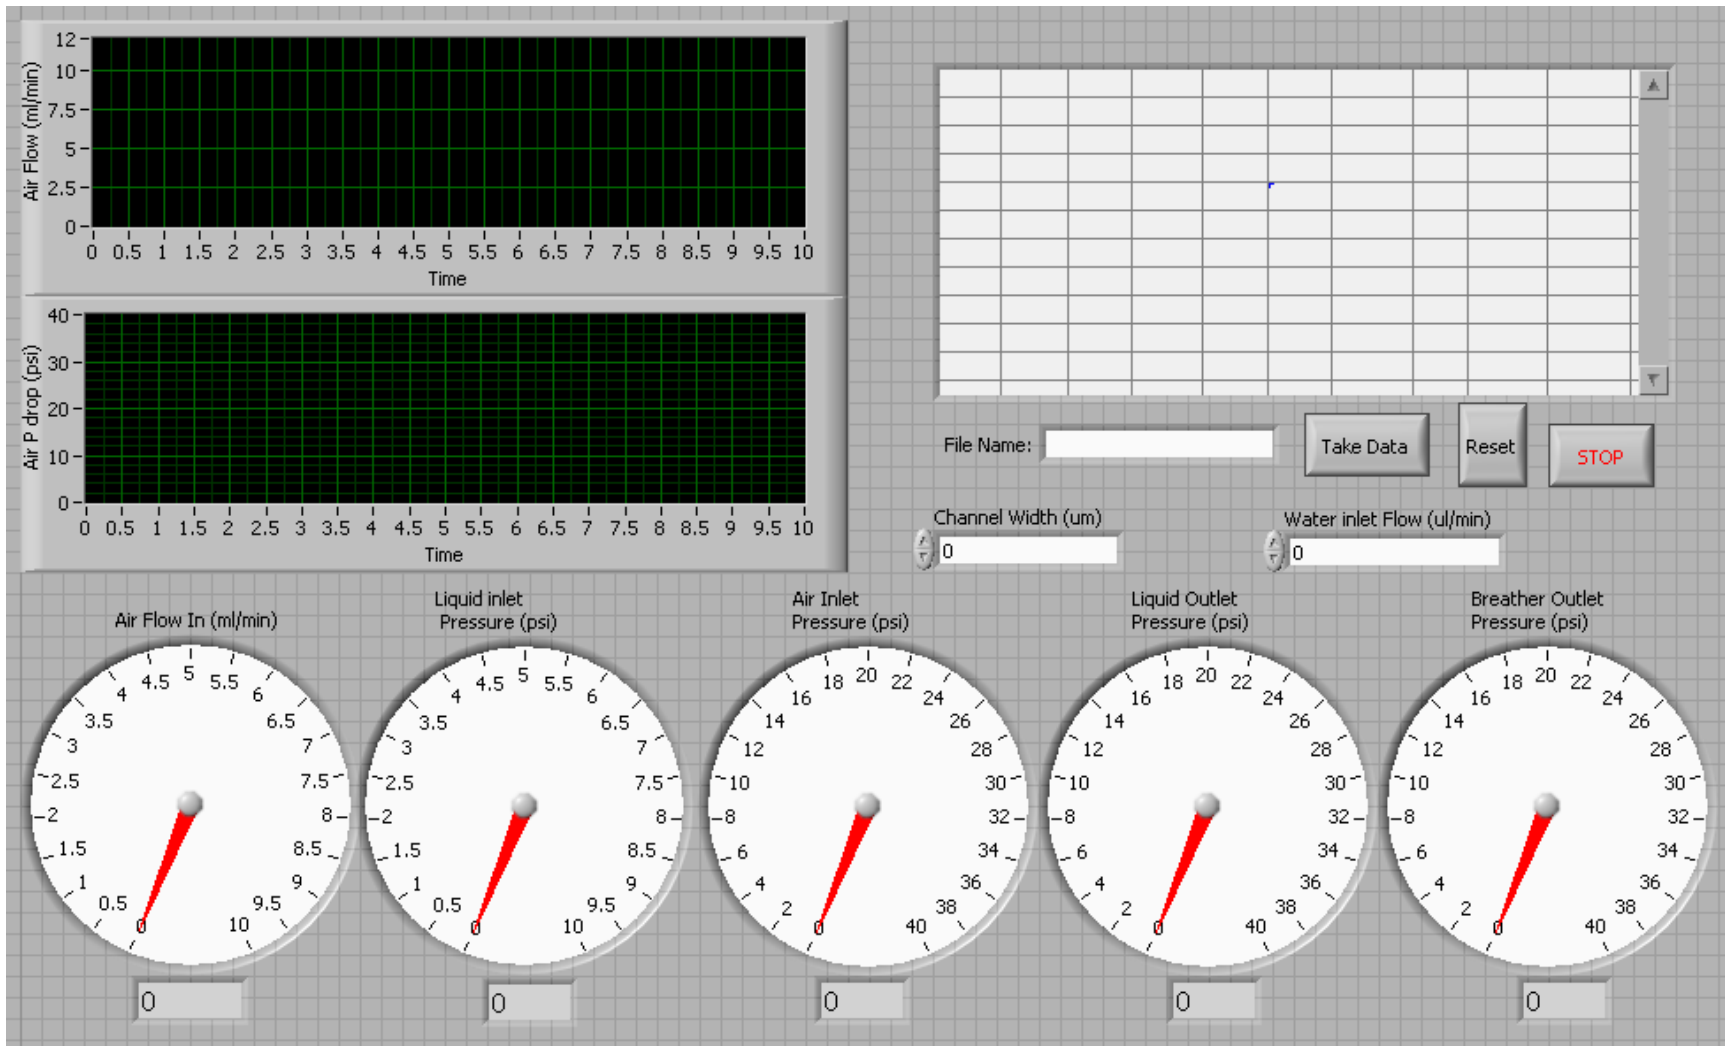 Air Flow (ml/min)
12
10
7.5
5
2.5
0
0 0.5 1 1.5 2 2.5 3 3.5 4 4.5 5 5.5 6 6.5 7 7.5 8 8.5 9 9.5 10
Time
Air P drop (psi)
40
30
20
10
0
0 0.5 1 1.5 2 2.5 3 3.5 4 4.5 5 5.5 6 6.5 7 7.5 8 8.5 9 9.5 10
Time
File Name:
Take Data
Reset
STOP
Channel Width (um)
0
Water inlet Flow (ul/min)
0
Air Flow In (ml/min)
0 0.5 1 1.5 2 2.5 3 3.5 4 4.5 5 5.5 6 6.5 7 7.5 8 8.5 9 9.5 10
0
Liquid inlet
Pressure (psi)
0 0.5 1 1.5 2 2.5 3 3.5 4 4.5 5 5.5 6 6.5 7 7.5 8 8.5 9 9.5 10
0
Air Inlet
Pressure (psi)
0 2 4 6 8 10 12 14 16 18 20 22 24 26 28 30 32 34 36 38 40
0
Liquid Outlet
Pressure (psi)
0 2 4 6 8 10 12 14 16 18 20 22 24 26 28 30 32 34 36 38 40
0
Breather Outlet
Pressure (psi)
0 2 4 6 8 10 12 14 16 18 20 22 24 26 28 30 32 34 36 38 40
0